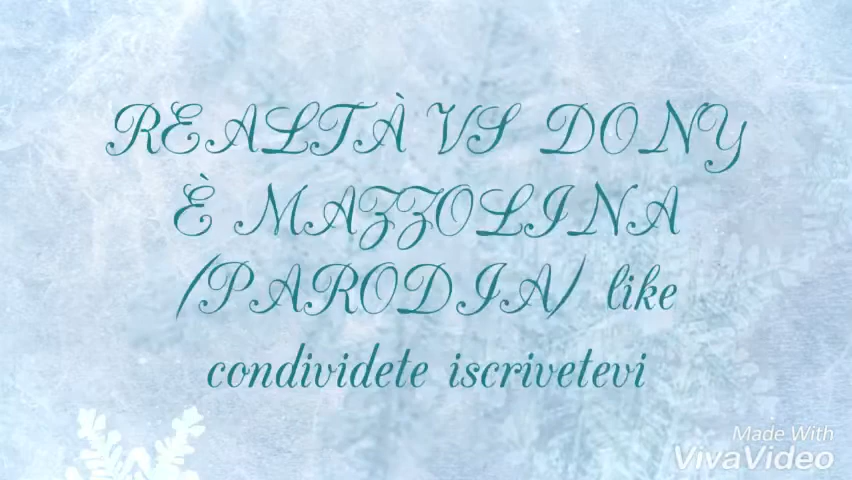 REALTÀ VS DONY
È MAZZOLINA
(PARODIA) like
condividete iscrivetevi
Made With
VivaVideo